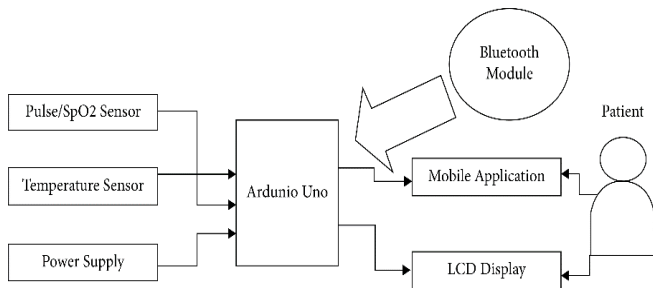 Bluetooth
Module
Pulse/SpO2 Sensor
Patient
Temperature Sensor
Ardunio Uno
Mobile Application
Power Supply
LCD Display